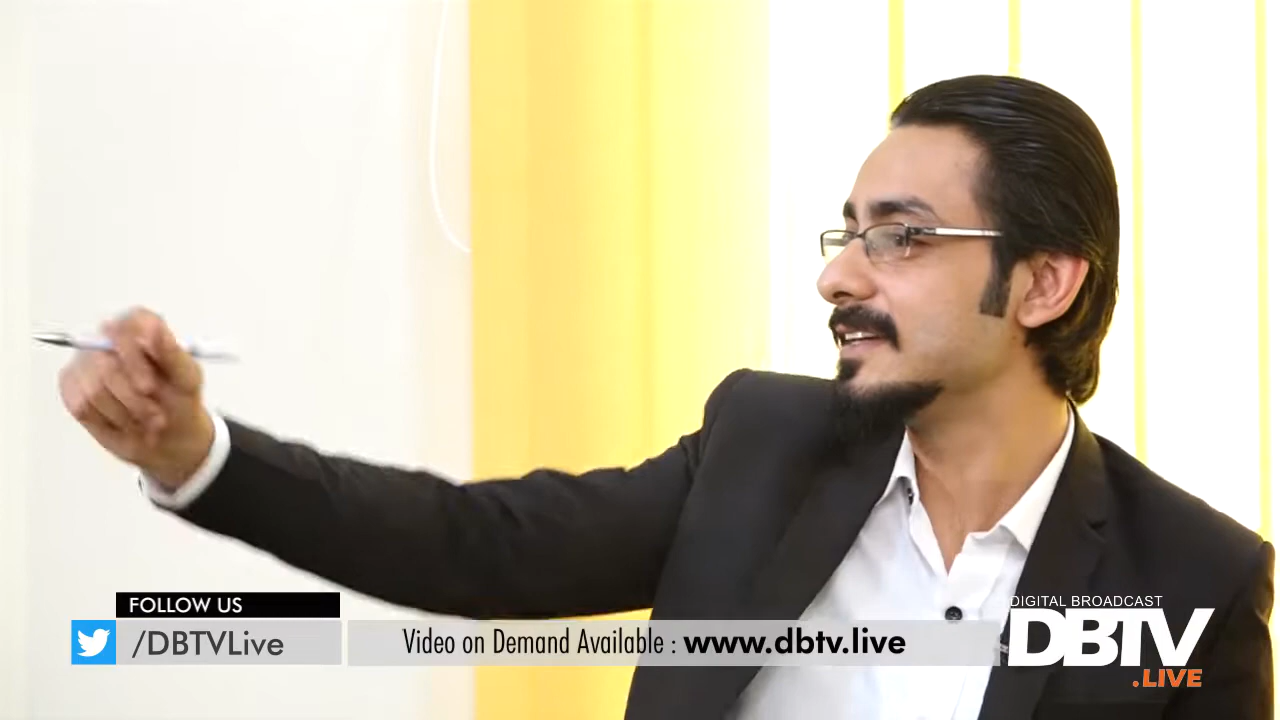 FOLLOW US
/DBTVLive
Video on Demand Available : www.dbtv.live
DIGITAL BROADCAST
DBTV
.LIVE